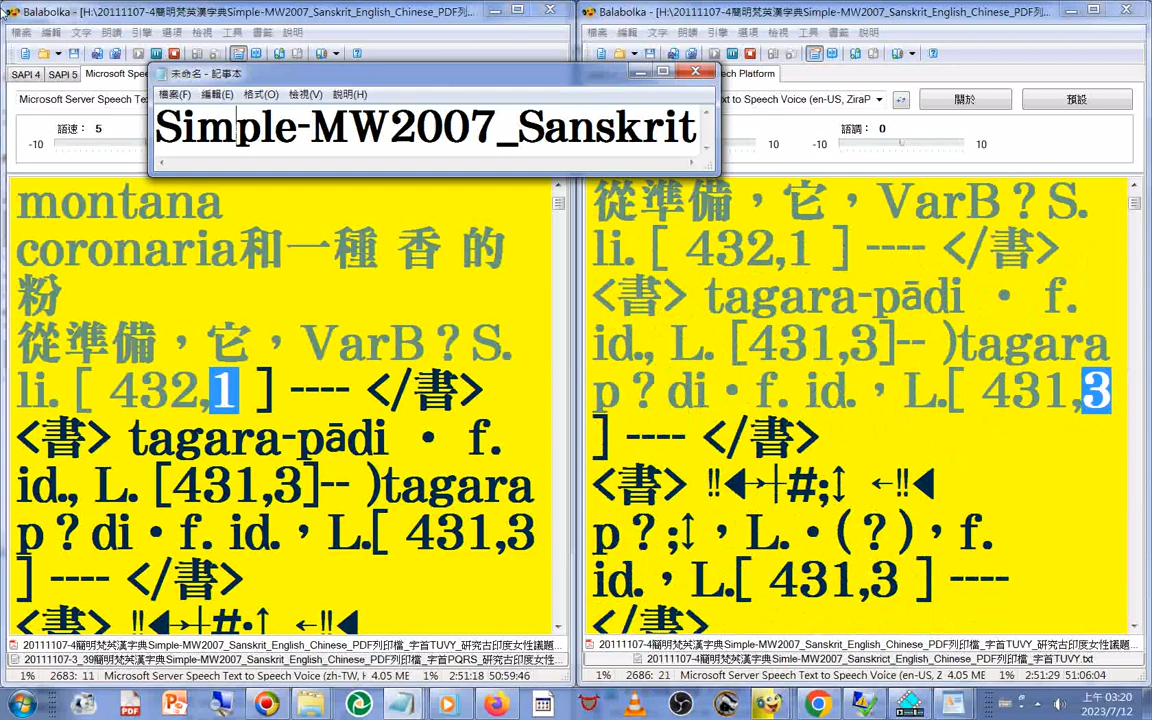 Balabolka - [H:\20111107-4簡明梵英漢字典Simple-MW2007_Sanskrit_English_Chinese_PDF列...
檔案 編輯 文字 朗讀 引擎 選項 檢視 工具 書籤 說明
SAPI 4 SAPI 5 Microsoft Spe
Microsoft Server Speech Text
語速： 5
-10
montana
coronaria和一種 香 的
粉
從準備，它，VarB？S.
li. [ 432,1 ] ---- </書>
<書> tagara-pādi • f.
id., L. [431,3]-- )tagara
p？di • f. id.，L.[ 431,3
] ---- </書>
<書> ‼◄┼#;↕ ←‼◄
20111107-4簡明梵英漢字典Simple-MW2007_Sanskrit_English_Chinese_PDF列印檔_字首TUVY_研究古印度女性議題...
20111107-3_39簡明梵英漢字典Simple-MW2007_Sanskrit_English_Chinese_PDF列印檔_字首PQRS_研究古印度女性...
1% 2683: 11 Microsoft Speech Text to Speech Voice (zh-TW, H 4.05 ME 1% 2:51:18 50:59:46
未命名 - 記事本
檔案(F) 編輯(E) 格式(O) 檢視(V) 說明(H)
Simple-MW2007_Sanskrit
Balabolka - [H:\20111107-4簡明梵英漢字典Simple-MW2007_Sanskrit_English_Chinese_PDF列...
檔案 編輯 文字 朗讀 引擎 選項 檢視 工具 書籤 說明
ech Platform
xt to Speech Voice (en-US, ZiraP 關於 預設
語調： 0
10 -10 10
從準備，它，VarB？S.
li. [ 432,1 ] ---- </書>
<書> tagara-pādi • f.
id., L. [431,3]-- )tagara
p？di • f. id.，L.[ 431,3
] ---- </書>
<書> ‼◄→┼#;↕ ←‼◄
p？;↕，L. •(？)，f.
id.，L.[ 431,3 ] ----
</書>
20111107-4簡明梵英漢字典Simple-MW2007_Sanskrit_English_Chinese_PDF列印檔_字首TUVY_研究古印度女性議題...
20111107-4簡明梵英漢字典Simle-MW2007_Sanskrit_English_Chinese_PDF列印檔_字首TUVY.txt
1% 2686: 21 Microsoft Server Speech Text to Speech Voice (en-US, Z 4.05 ME 1% 2:51:29 51:06:04
上午 03:20
2023/7/12